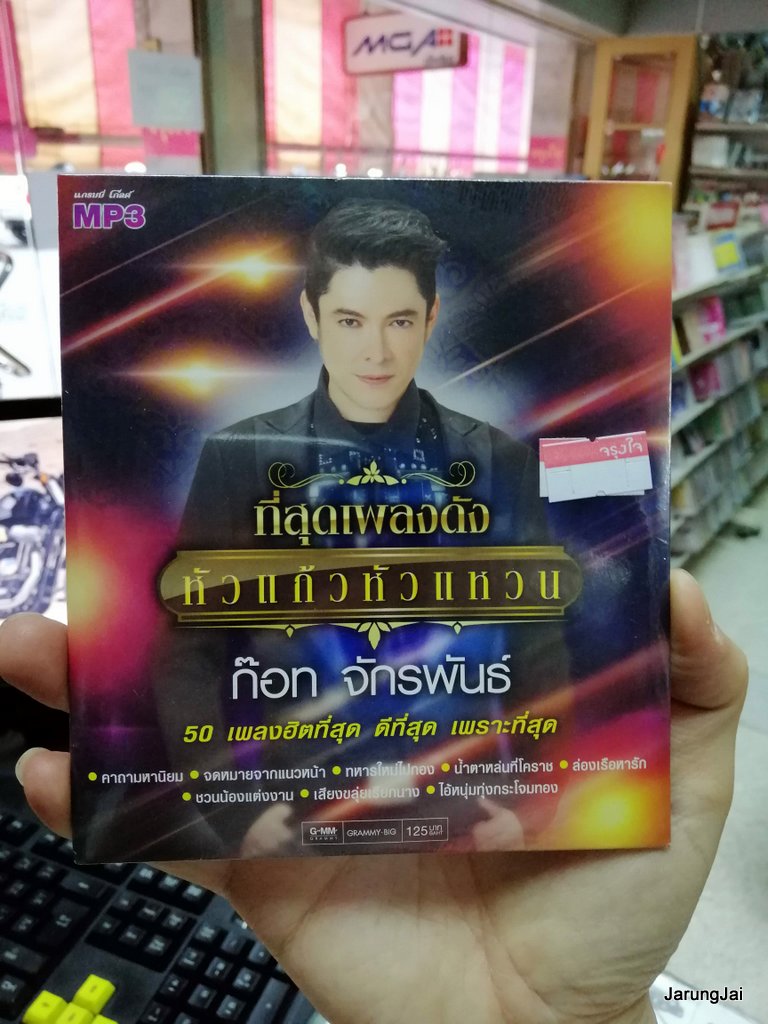 MGA
แกรมมี่ โกลด์
MP3
จรุงใจ
ที่สุดเพลงดัง
หัวแก้วหัวแหวน
ก๊อท จักรพันธ์
50 เพลงฮิตที่สุด ดีที่สุด เพราะที่สุด
• คาถามหานิยม • จดหมายจากแนวหน้า • ทหารใหม่ไปกอง • น้ำตาหล่นที่โคราช • ล่องเรือหารัก
• ชวนน้องแต่งงาน • เสียงขลุ่ยเรียกนาง • ไอ้หนุ่มทุ่งกระโจมทอง
G-MM' GRAMMY GRAMMY BIG 125 บาท BAHT
JarungJai